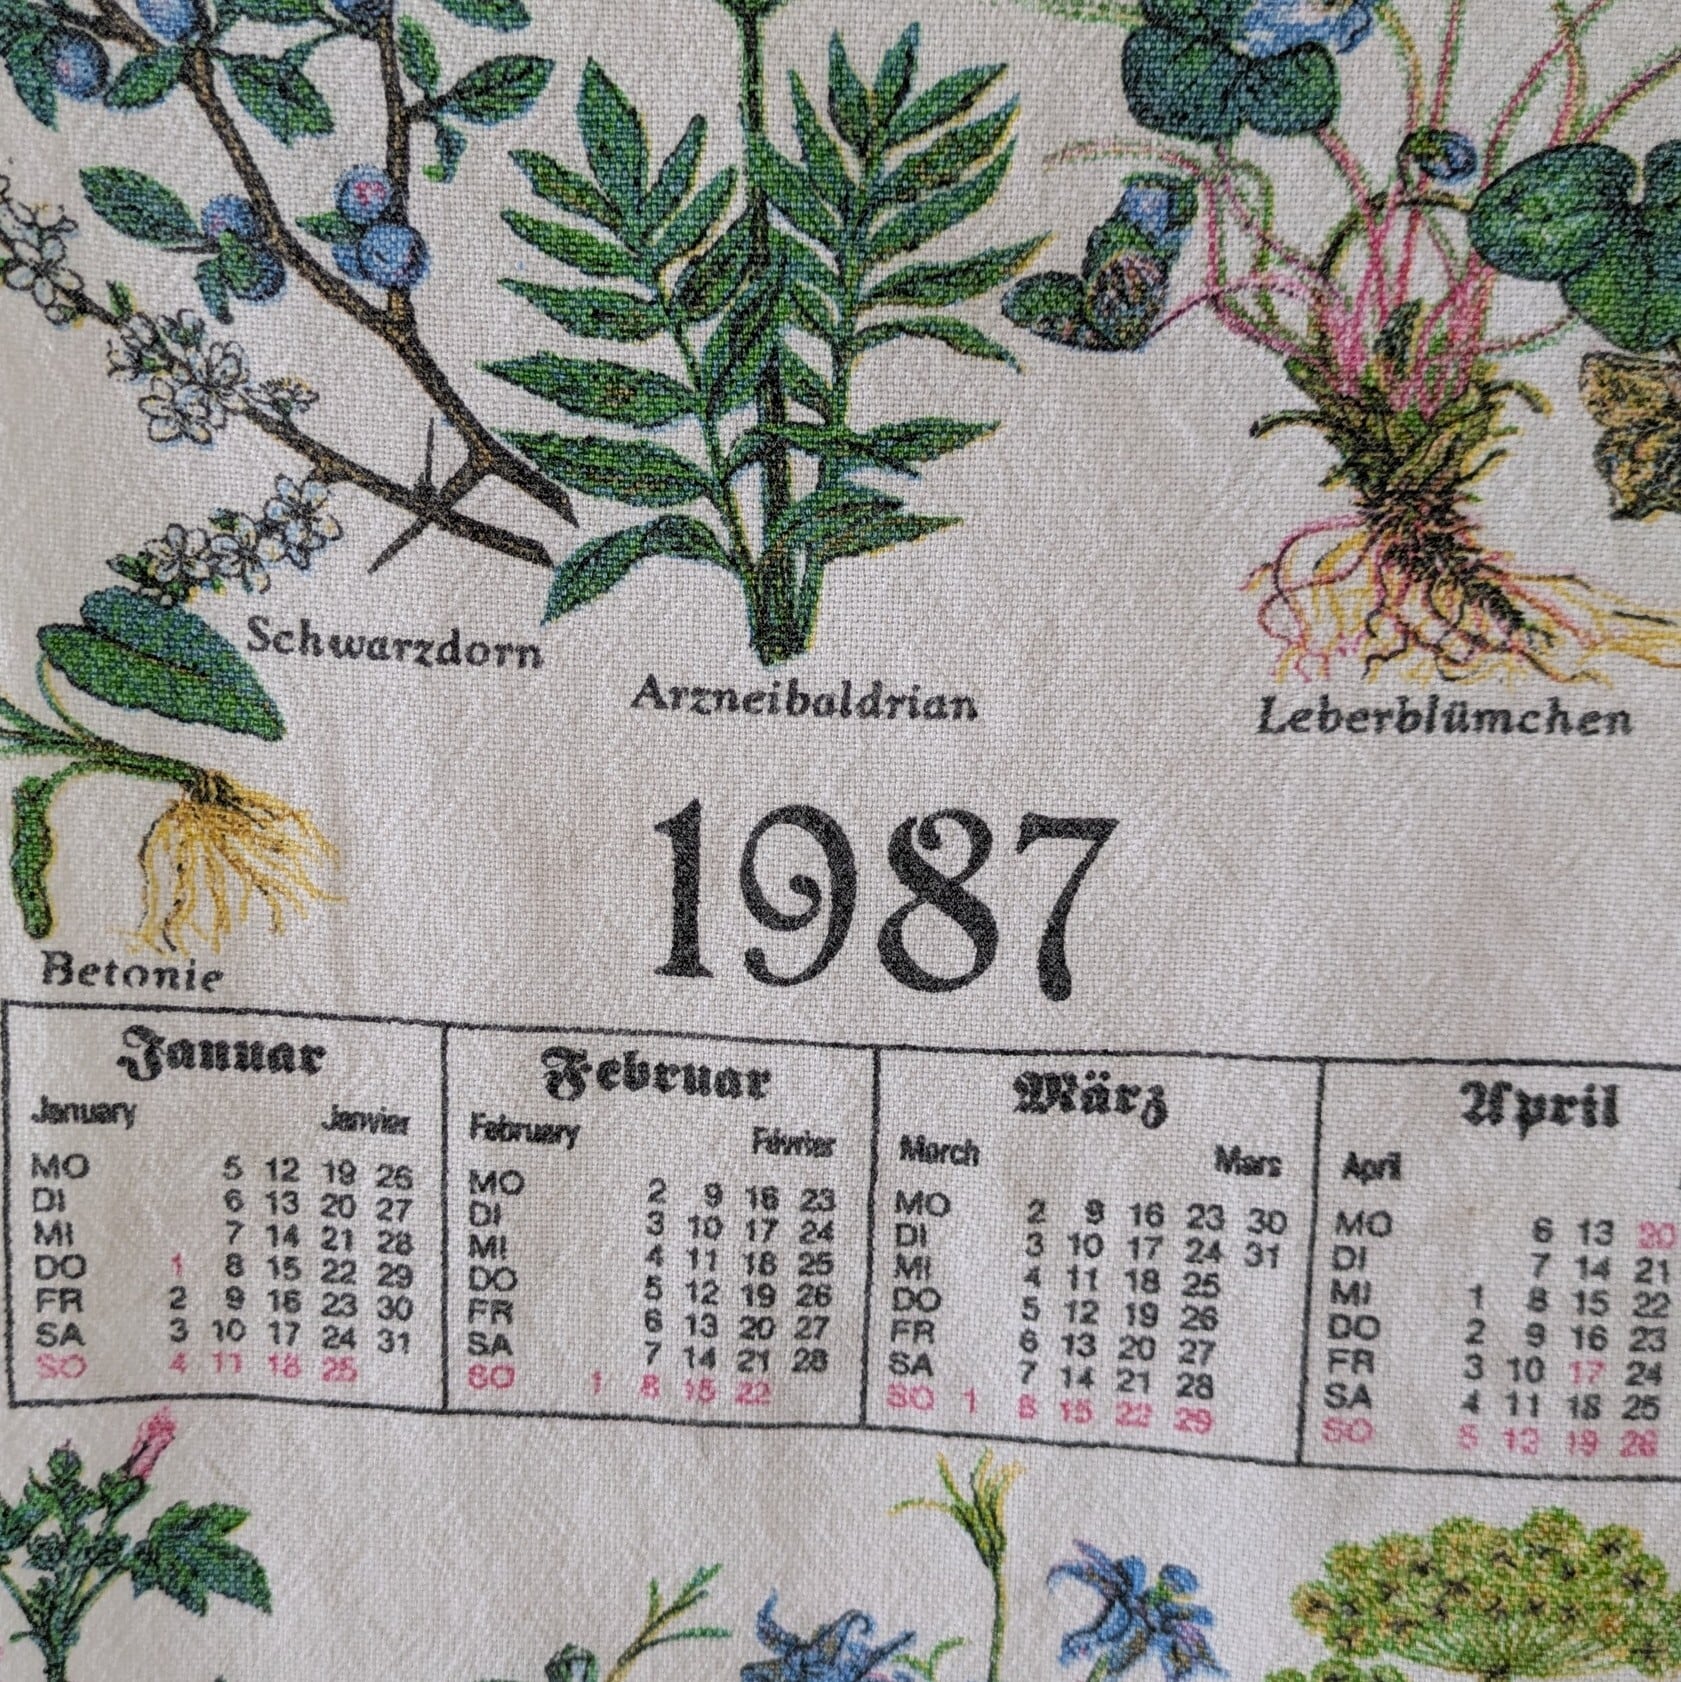 Schwarzdorn
Arzneibaldrian
Leberblümchen
Betonie
1987
Januar
January Janvier
MO 5 12 19 26
DI 6 13 20 27
MI 7 14 21 28
DO 1 8 15 22 29
FR 2 9 16 23 30
SA 3 10 17 24 31
SO 4 11 18 25
Februar
February Février
MO 2 9 16 23
DI 3 10 17 24
MI 4 11 18 25
DO 5 12 19 26
FR 6 13 20 27
SA 7 14 21 28
SO 1 8 15 22
März
March Mars
MO 2 9 16 23 30
DI 3 10 17 24 31
MI 4 11 18 25
DO 5 12 19 26
FR 6 13 20 27
SA 7 14 21 28
SO 1 8 15 22 29
April
April
MO 6 13 20
DI 7 14 21
MI 1 8 15 22
DO 2 9 16 23
FR 3 10 17 24
SA 4 11 18 25
SO 5 12 19 26